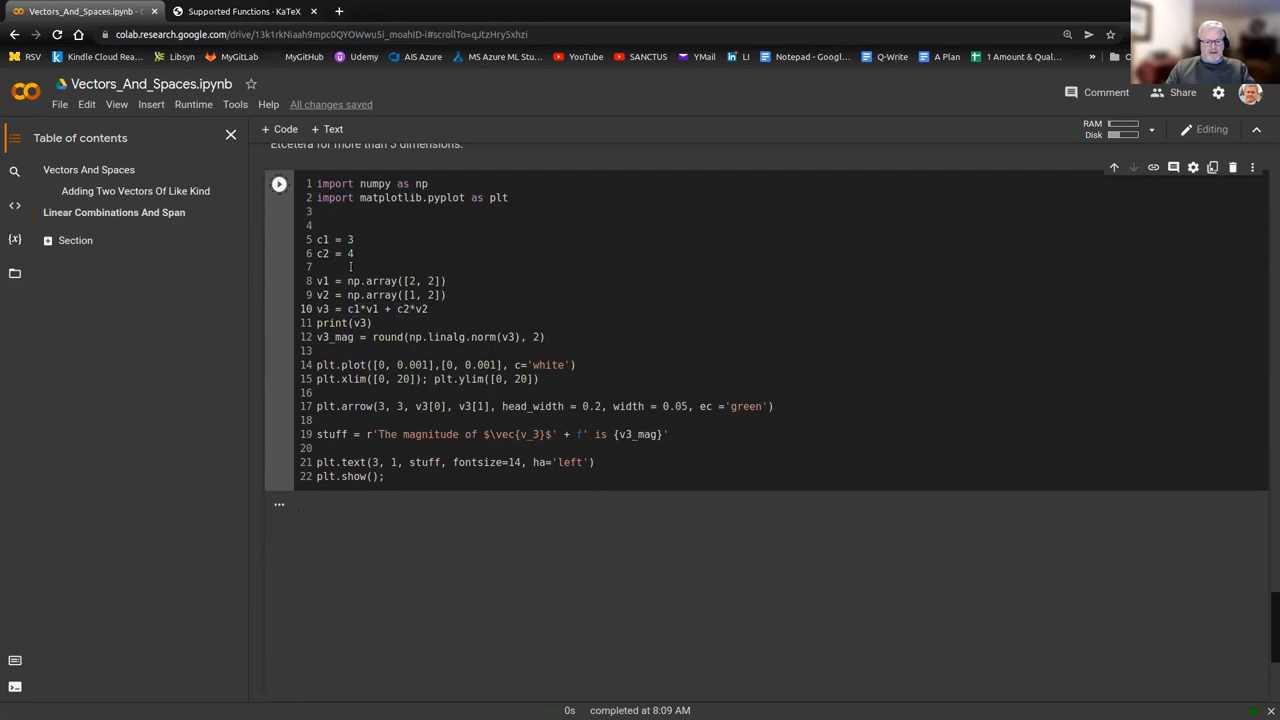 Vectors_And_Spaces.ipynb
Supported Functions · KaTeX
colab.research.google.com/drive/13k1rkNiaah9mpc0QYOWwu5i_moahlD-i#scrollTo=qJtzHry5xhzi
RSV
Kindle Cloud Rea...
Libsyn
MyGitLab
MyGitHub
Udemy
AIS Azure
MS Azure ML Stu...
YouTube
SANCTUS
YMail
LI
Notepad - Googl...
Q-Write
A Plan
1 Amount & Qual...
Vectors_And_Spaces.ipynb
File Edit View Insert Runtime Tools Help All changes saved
Comment
Share
+ Code + Text
RAM
Disk
Editing
Table of contents
Vectors And Spaces
Adding Two Vectors Of Like Kind
Linear Combinations And Span
Section
Etcetera for more than 3 dimensions.
1 import numpy as np
2 import matplotlib.pyplot as plt
3
4
5 c1 = 3
6 c2 = 4
7
8 v1 = np.array([2, 2])
9 v2 = np.array([1, 2])
10 v3 = c1*v1 + c2*v2
11 print(v3)
12 v3_mag = round(np.linalg.norm(v3), 2)
13
14 plt.plot([0, 0.001],[0, 0.001], c='white')
15 plt.xlim([0, 20]); plt.ylim([0, 20])
16
17 plt.arrow(3, 3, v3[0], v3[1], head_width = 0.2, width = 0.05, ec ='green')
18
19 stuff = r'The magnitude of $\vec{v_3}$' + f' is {v3_mag}'
20
21 plt.text(3, 1, stuff, fontsize=14, ha='left')
22 plt.show();
0s completed at 8:09 AM